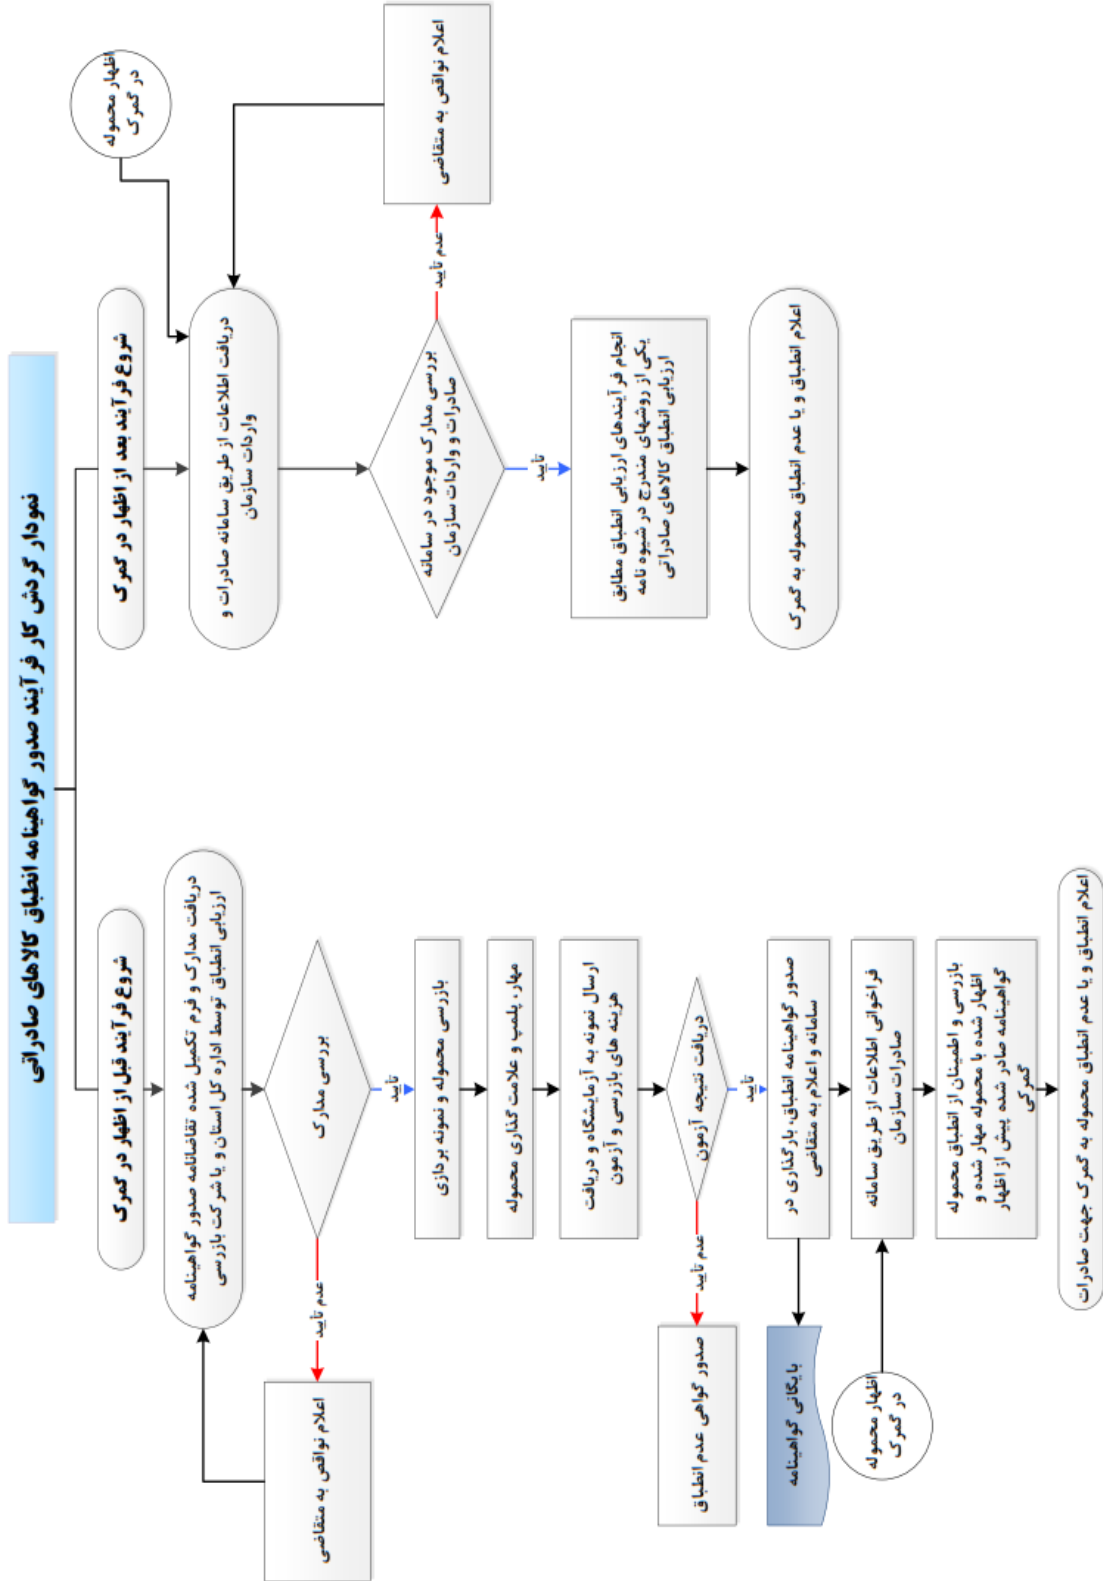 نمودار گردش کار فرآیند صدور گواهینامه انطباق کالاهای صادراتی
شروع فرآیند بعد از اظهار در گمرک
اظهار محموله
در گمرک
دریافت اطلاعات از طریق سامانه صادرات و
واردات سازمان
بررسی مدارک موجود در سامانه
صادرات و واردات سازمان
عدم تأیید
اعلام نواقص به متقاضی
تأیید
انجام فرآیندهای ارزیابی انطباق مطابق
یکی از روشهای مندرج در شیوه نامه
ارزیابی انطباق کالاهای صادراتی
اعلام انطباق و یا عدم انطباق محموله به گمرک
شروع فرآیند قبل از اظهار در گمرک
دریافت مدارک و فرم تکمیل شده تقاضانامه صدور گواهینامه
ارزیابی انطباق توسط اداره کل استان و یا شرکت بازرسی
بررسی مدارک
عدم تأیید
اعلام نواقص به متقاضی
تأیید
بازرسی محموله و نمونه برداری
مهار، پلمپ و علامت گذاری محموله
ارسال نمونه به آزمایشگاه و دریافت
هزینه های بازرسی و آزمون
دریافت نتیجه آزمون
عدم تأیید
صدور گواهی عدم انطباق
تأیید
صدور گواهینامه انطباق، بارگذاری در
سامانه و اعلام به متقاضی
بایگانی گواهینامه
فراخوانی اطلاعات از طریق سامانه
صادرات سازمان
اظهار محموله
در گمرک
بازرسی و اطمینان از انطباق محموله
اظهار شده با محموله مهار شده و
گواهینامه صادر شده پیش از اظهار
گمرکی
اعلام انطباق و یا عدم انطباق محموله به گمرک جهت صادرات